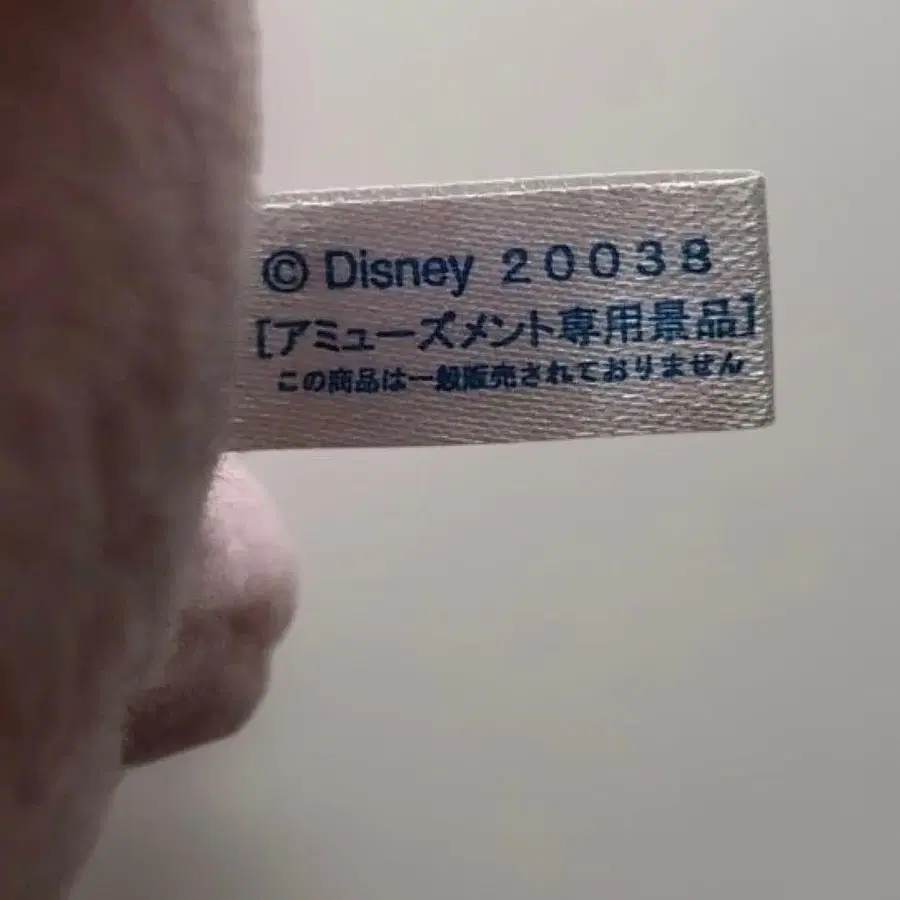 © Disney 20038
[アミューズメント専用景品]
この商品は一般販売されておりません